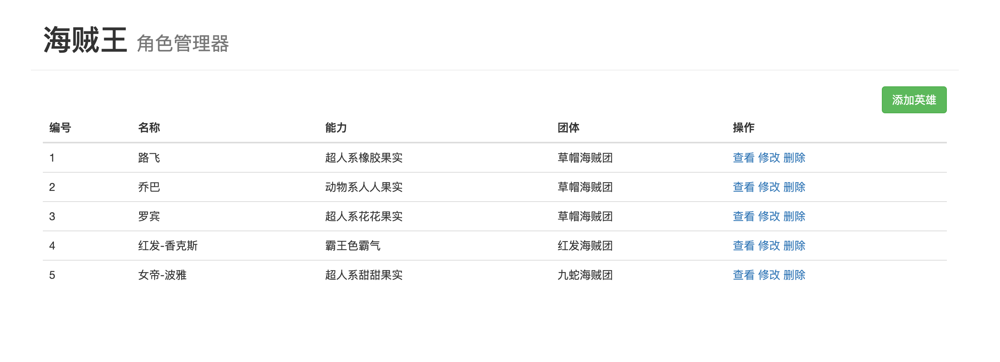 海贼王 角色管理器
添加英雄
编号 名称 能力 团体 操作
1 路飞 超人系橡胶果实 草帽海贼团 查看 修改 删除
2 乔巴 动物系人人果实 草帽海贼团 查看 修改 删除
3 罗宾 超人系花花果实 草帽海贼团 查看 修改 删除
4 红发-香克斯 霸王色霸气 红发海贼团 查看 修改 删除
5 女帝-波雅 超人系甜甜果实 九蛇海贼团 查看 修改 删除